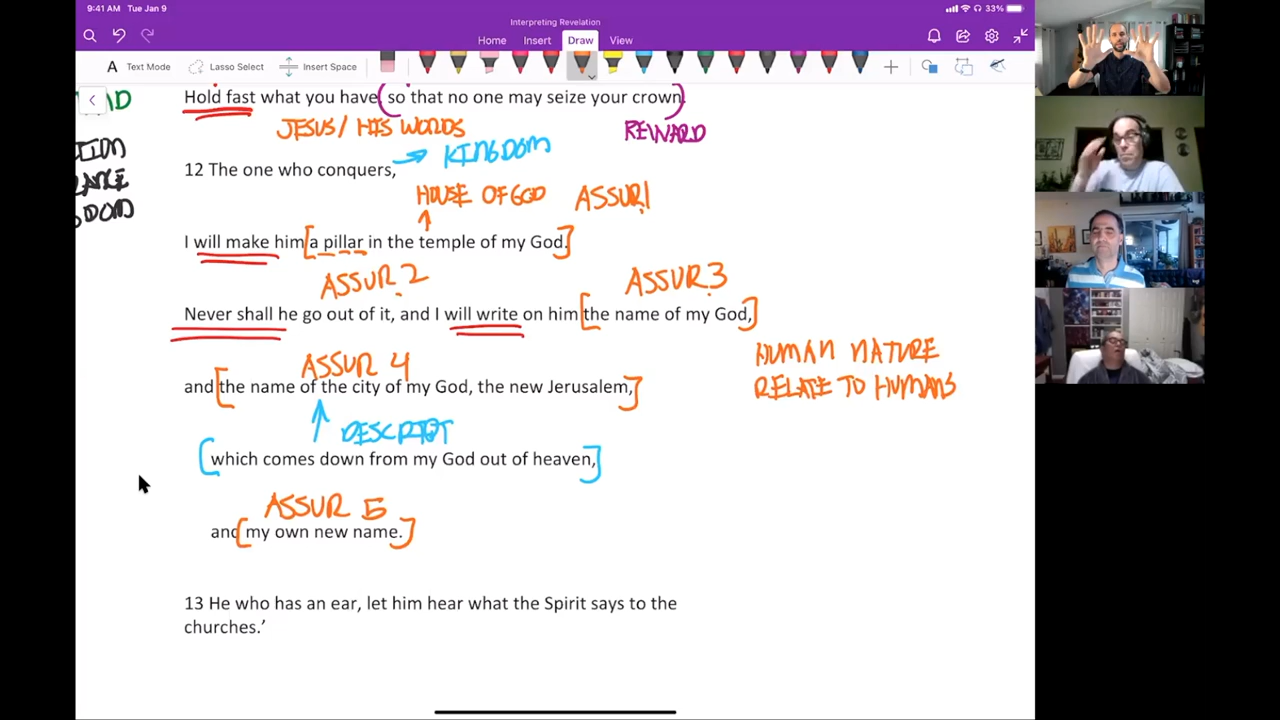 9:41 AM Tue Jan 9
33%
Interpreting Revelation
Home Insert Draw View
A Text Mode Lasso Select Insert Space
Hold fast what you have, so that no one may seize your crown.
JESUS/ HIS WORDS
REWARD
KINGDOM
12 The one who conquers,
HOUSE OF GOD ASSUR 1
I will make him a pillar in the temple of my God.
ASSUR 2 ASSUR 3
Never shall he go out of it, and I will write on him the name of my God,
HUMAN NATURE
RELATE TO HUMANS
ASSUR 4
and the name of the city of my God, the new Jerusalem,
which comes down from my God out of heaven,
ASSUR 5
and my own new name.
13 He who has an ear, let him hear what the Spirit says to the
churches.’